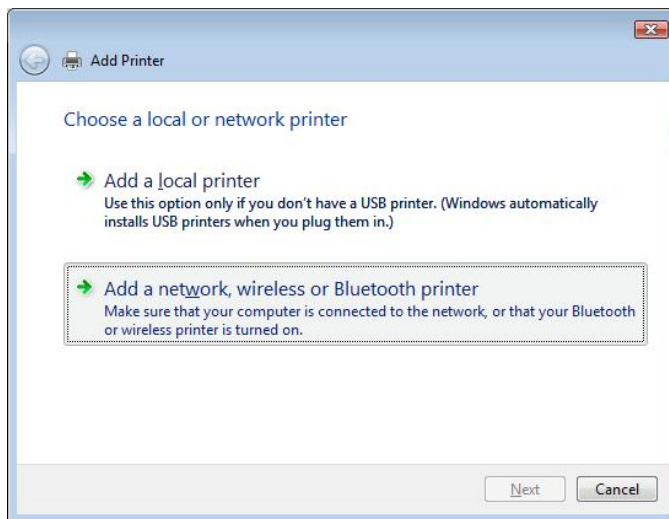 Add Printer
Choose a local or network printer
Add a local printer
Use this option only if you don't have a USB printer. (Windows automatically
installs USB printers when you plug them in.)
Add a network, wireless or Bluetooth printer
Make sure that your computer is connected to the network, or that your Bluetooth
or wireless printer is turned on.
Next Cancel